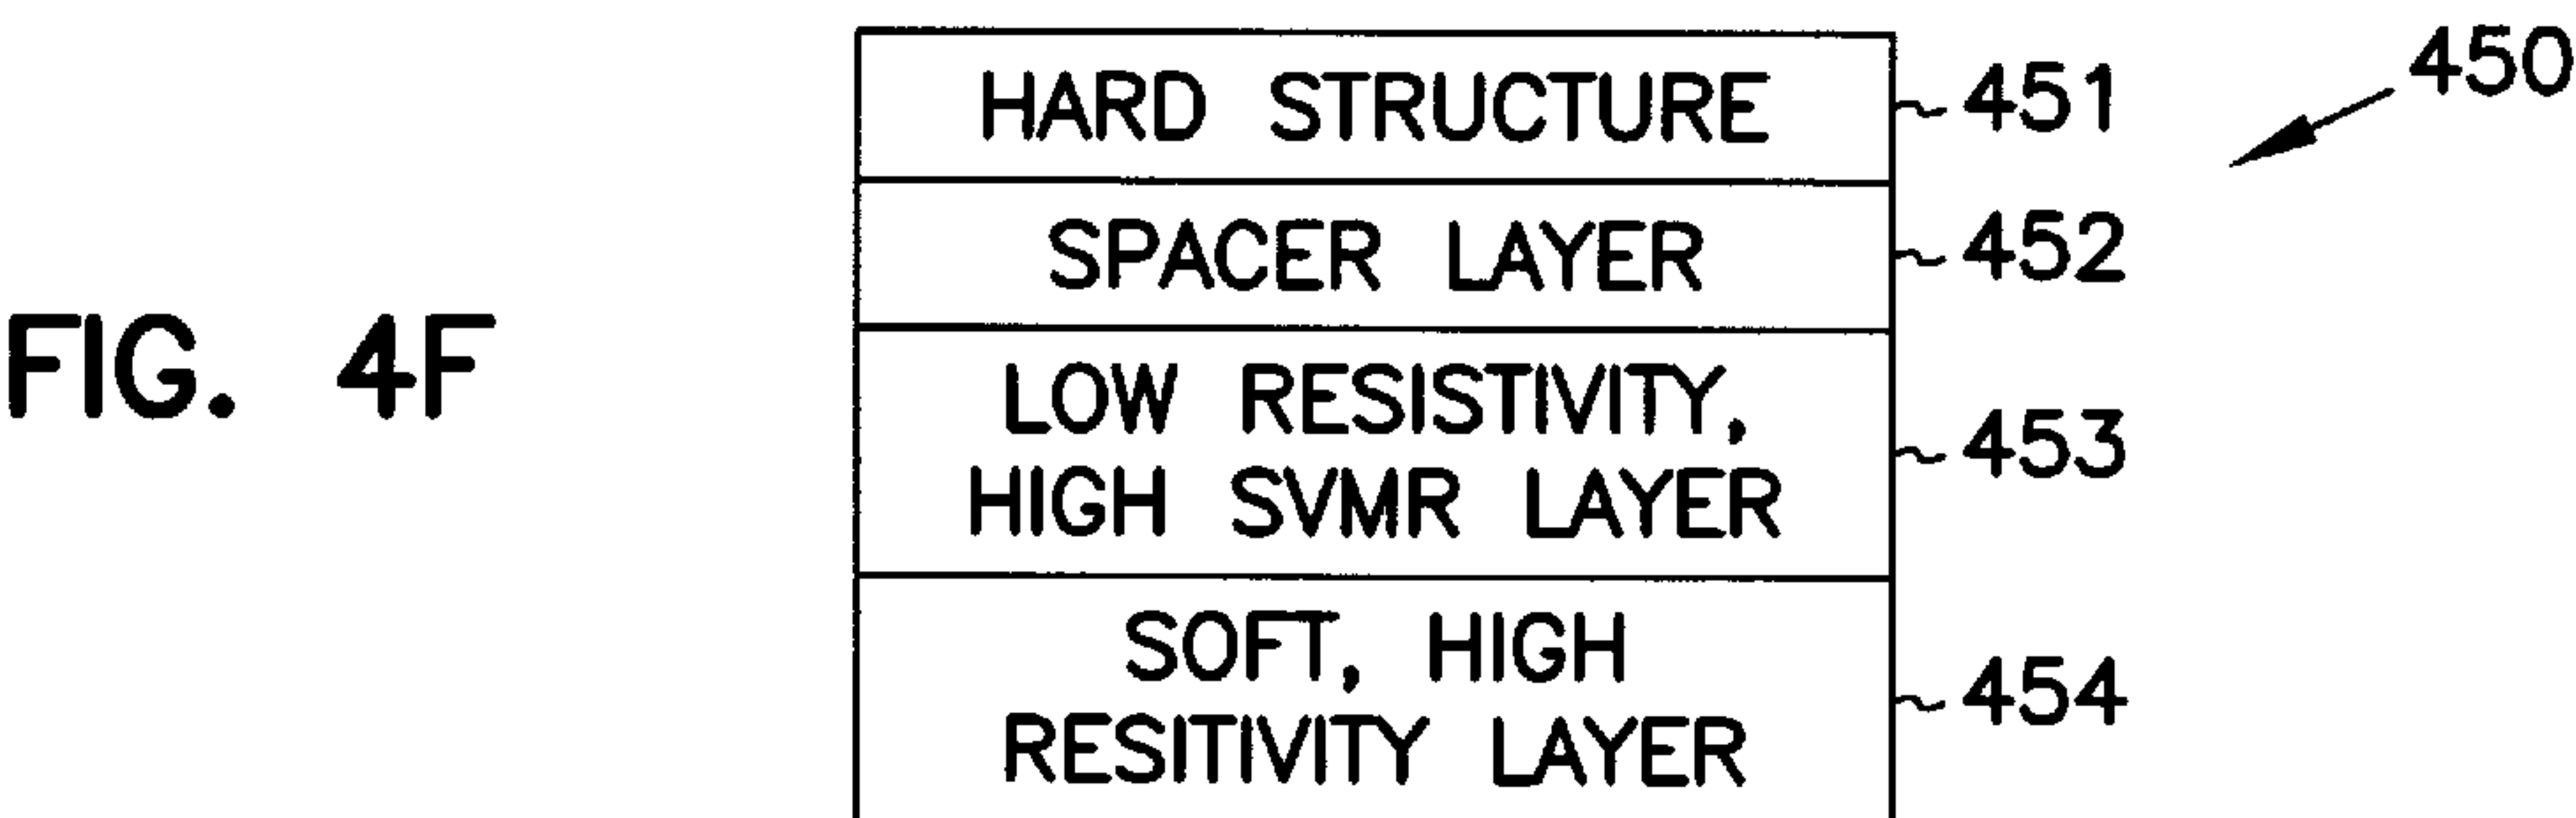 HARD STRUCTURE
451
450
SPACER LAYER
452
FIG. 4F
LOW RESISTIVITY,
HIGH SVMR LAYER
453
SOFT, HIGH
RESITIVITY LAYER
454